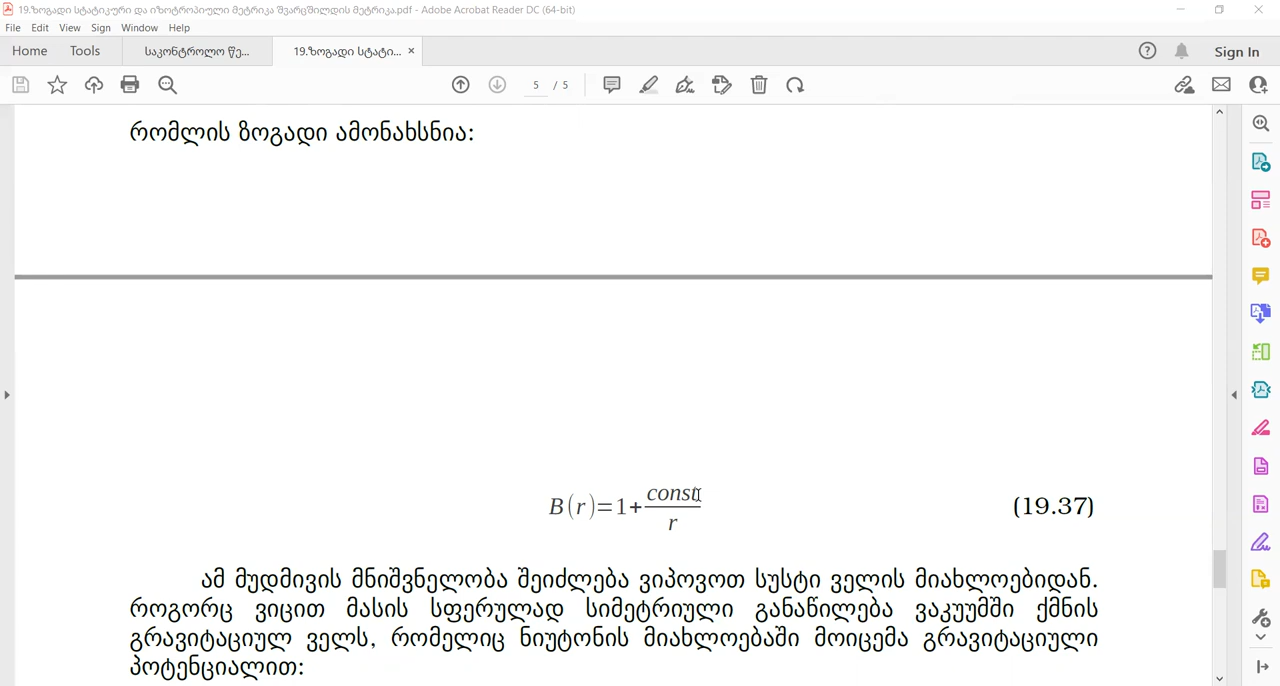 19.ზოგადი სტატიკური და იზოტროპიული მეტრიკა შვარცშილდის მეტრიკა.pdf - Adobe Acrobat Reader DC (64-bit)
File Edit View Sign Window Help
Home Tools საკონტროლო წე... 19.ზოგადი სტატი... × Sign In
5 / 5
რომლის ზოგადი ამონახსნია:
B(r)=1+const/r (19.37)
ამ მუდმივის მნიშვნელობა შეიძლება ვიპოვოთ სუსტი ველის მიახლოებიდან.
როგორც ვიცით მასის სფერულად სიმეტრიული განაწილება ვაკუუმში ქმნის
გრავიტაციულ ველს, რომელიც ნიუტონის მიახლოებაში მოიცემა გრავიტაციული
პოტენციალით: